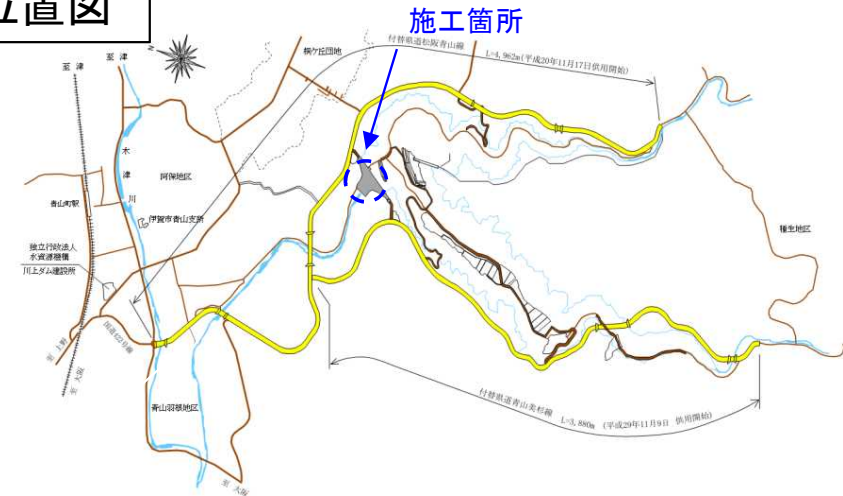 位置図
施工箇所
付替県道松阪青山線
L=4,962m(平成20年11月17日供用開始)
桐ケ丘団地
至 津
至 津
N
木津川
阿保地区
青山町駅
伊賀市青山支所
独立行政法人
水資源機構
川上ダム建設所
種生地区
国道422号線
至 上野
至 大阪
青山羽根地区
付替県道青山美杉線
L=3,880m (平成29年11月9日 供用開始)
至 大阪